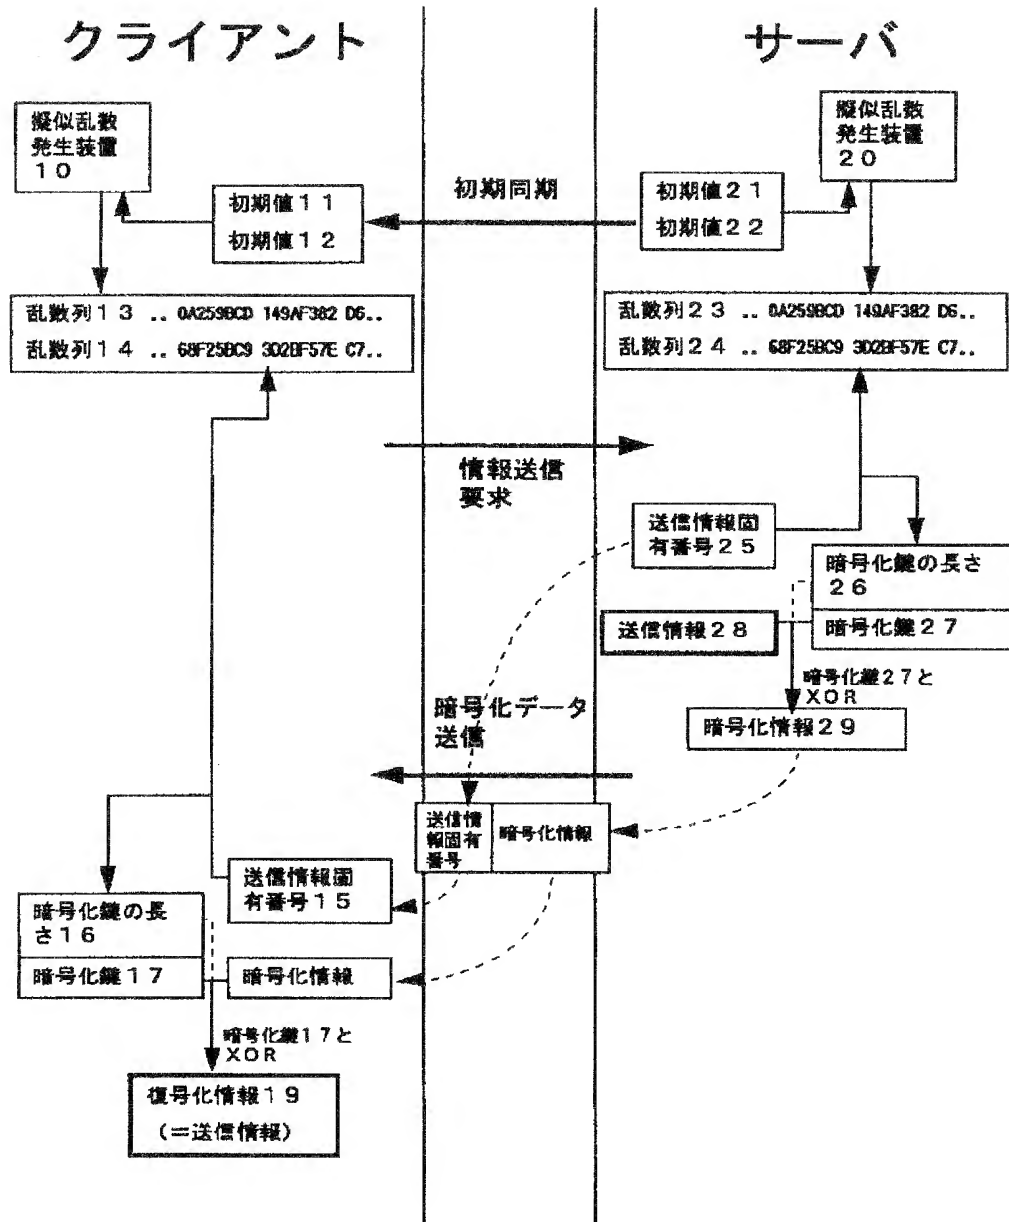 クライアント
サーバ
擬似乱数
発生装置
10
擬似乱数
発生装置
20
初期同期
初期値11
初期値12
初期値21
初期値22
乱数列13 .. 0A259BCD 149AF382 D6..
乱数列14 .. 68F25BC9 3D2BF57E C7..
乱数列23 .. 0A259BCD 149AF382 D6..
乱数列24 .. 68F25BC9 3D2BF57E C7..
情報送信
要求
送信情報固
有番号25
暗号化鍵の長さ
26
送信情報28
暗号化鍵27
暗号化鍵27と
XOR
暗号化データ
送信
暗号化情報29
送信情
報固有
番号
暗号化情報
送信情報固
有番号15
暗号化鍵の長
さ16
暗号化鍵17
暗号化情報
暗号化鍵17と
XOR
復号化情報19
(=送信情報)